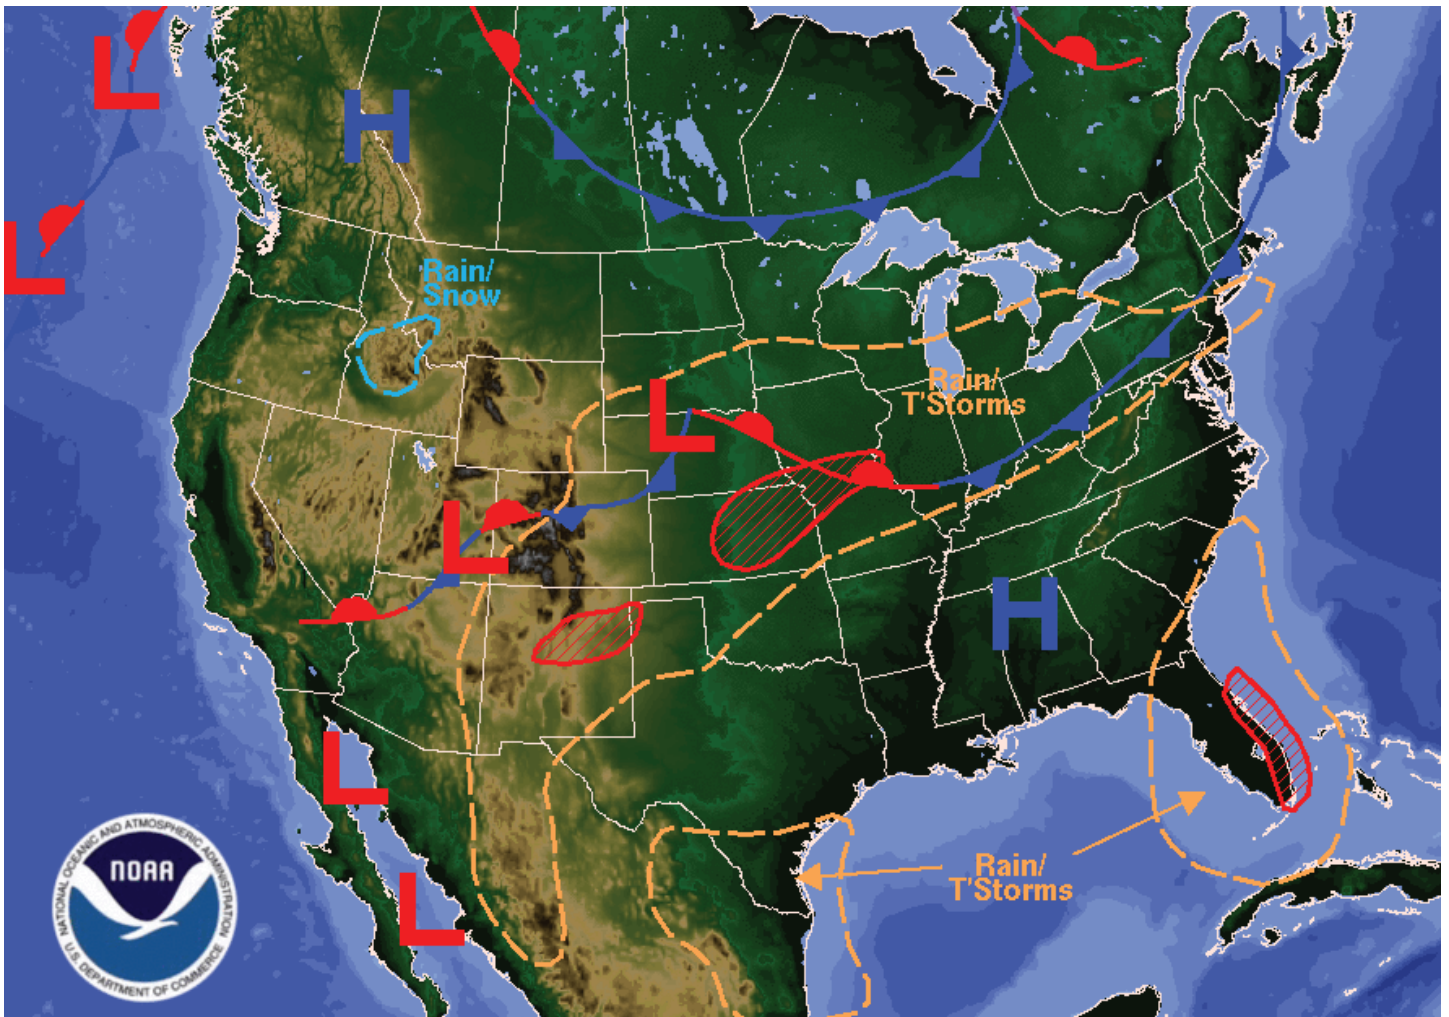 L
H
L
Rain/
Snow
L
Rain/
T'Storms
L
H
L
L
Rain/
T'Storms
NOAA
NATIONAL OCEANIC AND ATMOSPHERIC ADMINISTRATION
U.S. DEPARTMENT OF COMMERCE